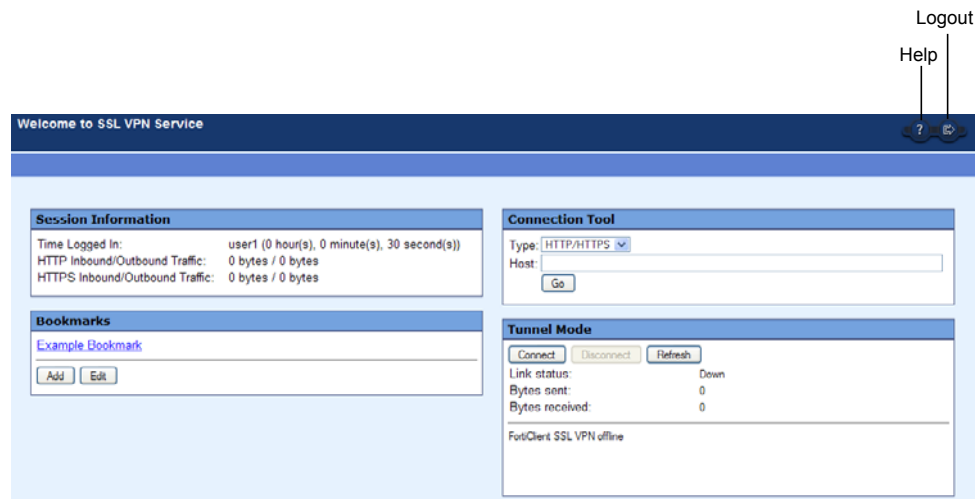 Logout
Help
Welcome to SSL VPN Service
?
Session Information
Time Logged In: user1 (0 hour(s), 0 minute(s), 30 second(s))
HTTP Inbound/Outbound Traffic: 0 bytes / 0 bytes
HTTPS Inbound/Outbound Traffic: 0 bytes / 0 bytes
Bookmarks
Example Bookmark
Add Edit
Connection Tool
Type: HTTP/HTTPS
Host:
Go
Tunnel Mode
Connect Disconnect Refresh
Link status: Down
Bytes sent: 0
Bytes received: 0
FortiClient SSL VPN offline